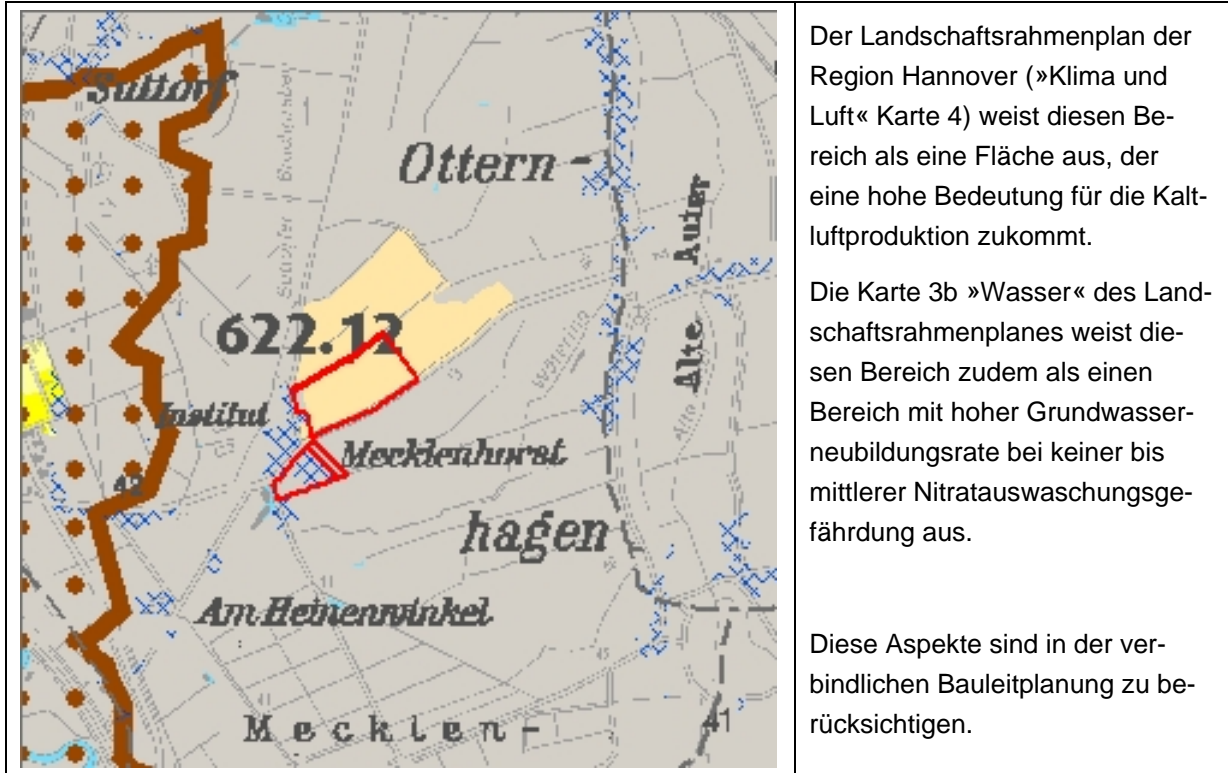 Suttorf
Ottern-
Auter
Alte
622.12
Institut
Mecklenhorst
42
hagen
Am Heinenwinkel
Mecklen-
41
Der Landschaftsrahmenplan der
Region Hannover (»Klima und
Luft« Karte 4) weist diesen Be-
reich als eine Fläche aus, der
eine hohe Bedeutung für die Kalt-
luftproduktion zukommt.
Die Karte 3b »Wasser« des Land-
schaftsrahmenplanes weist die-
sen Bereich zudem als einen
Bereich mit hoher Grundwasser-
neubildungsrate bei keiner bis
mittlerer Nitratauswaschungsge-
fährdung aus.
Diese Aspekte sind in der ver-
bindlichen Bauleitplanung zu be-
rücksichtigen.